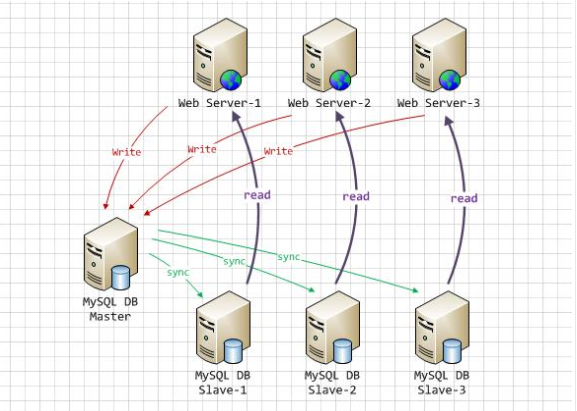 Web Server-1
Web Server-2
Web Server-3
Write
Write
Write
read
read
read
sync
sync
sync
MySQL DB
Master
MySQL DB
Slave-1
MySQL DB
Slave-2
MySQL DB
Slave-3